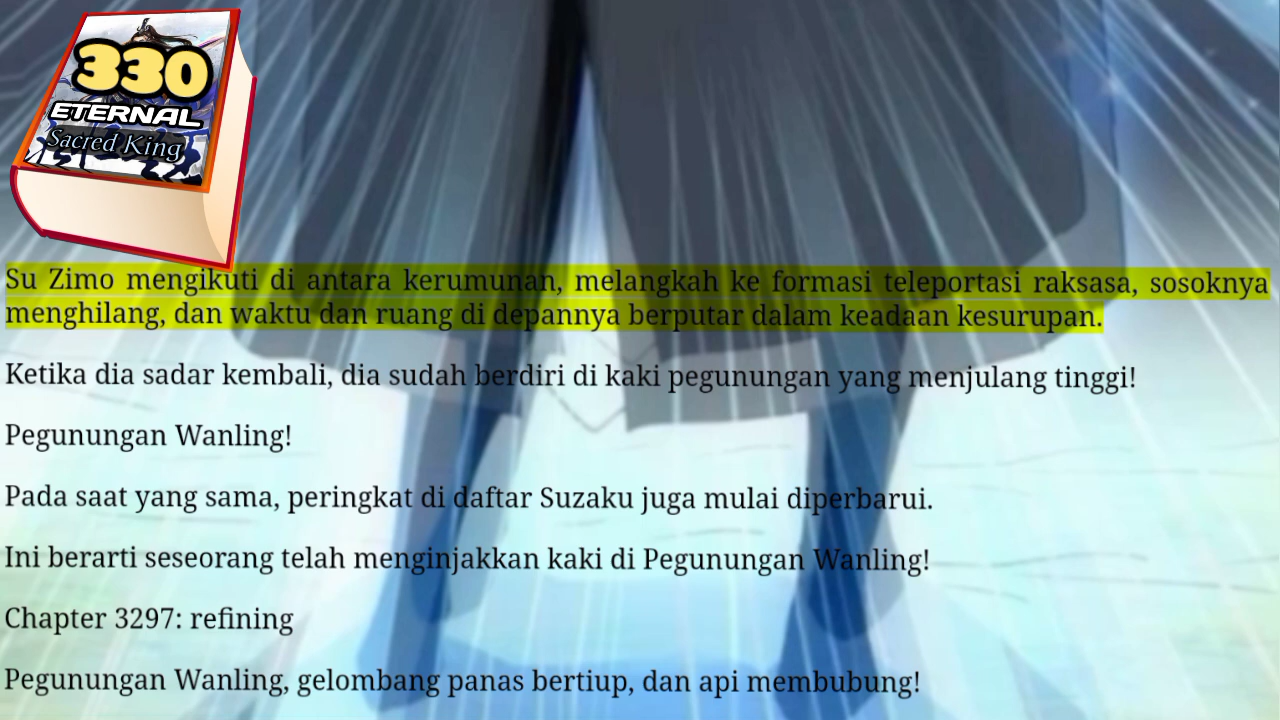 330
ETERNAL
Sacred King
Su Zimo mengikuti di antara kerumunan, melangkah ke formasi teleportasi raksasa, sosoknya
menghilang, dan waktu dan ruang di depannya berputar dalam keadaan kesurupan.
Ketika dia sadar kembali, dia sudah berdiri di kaki pegunungan yang menjulang tinggi!
Pegunungan Wanling!
Pada saat yang sama, peringkat di daftar Suzaku juga mulai diperbarui.
Ini berarti seseorang telah menginjakkan kaki di Pegunungan Wanling!
Chapter 3297: refining
Pegunungan Wanling, gelombang panas bertiup, dan api membubung!